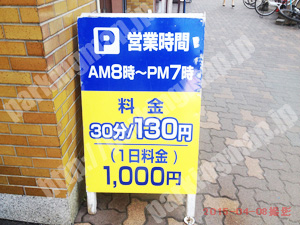 P 営業時間
AM8時～PM7時
料金
30分/130円
(1日料金)
1,000円